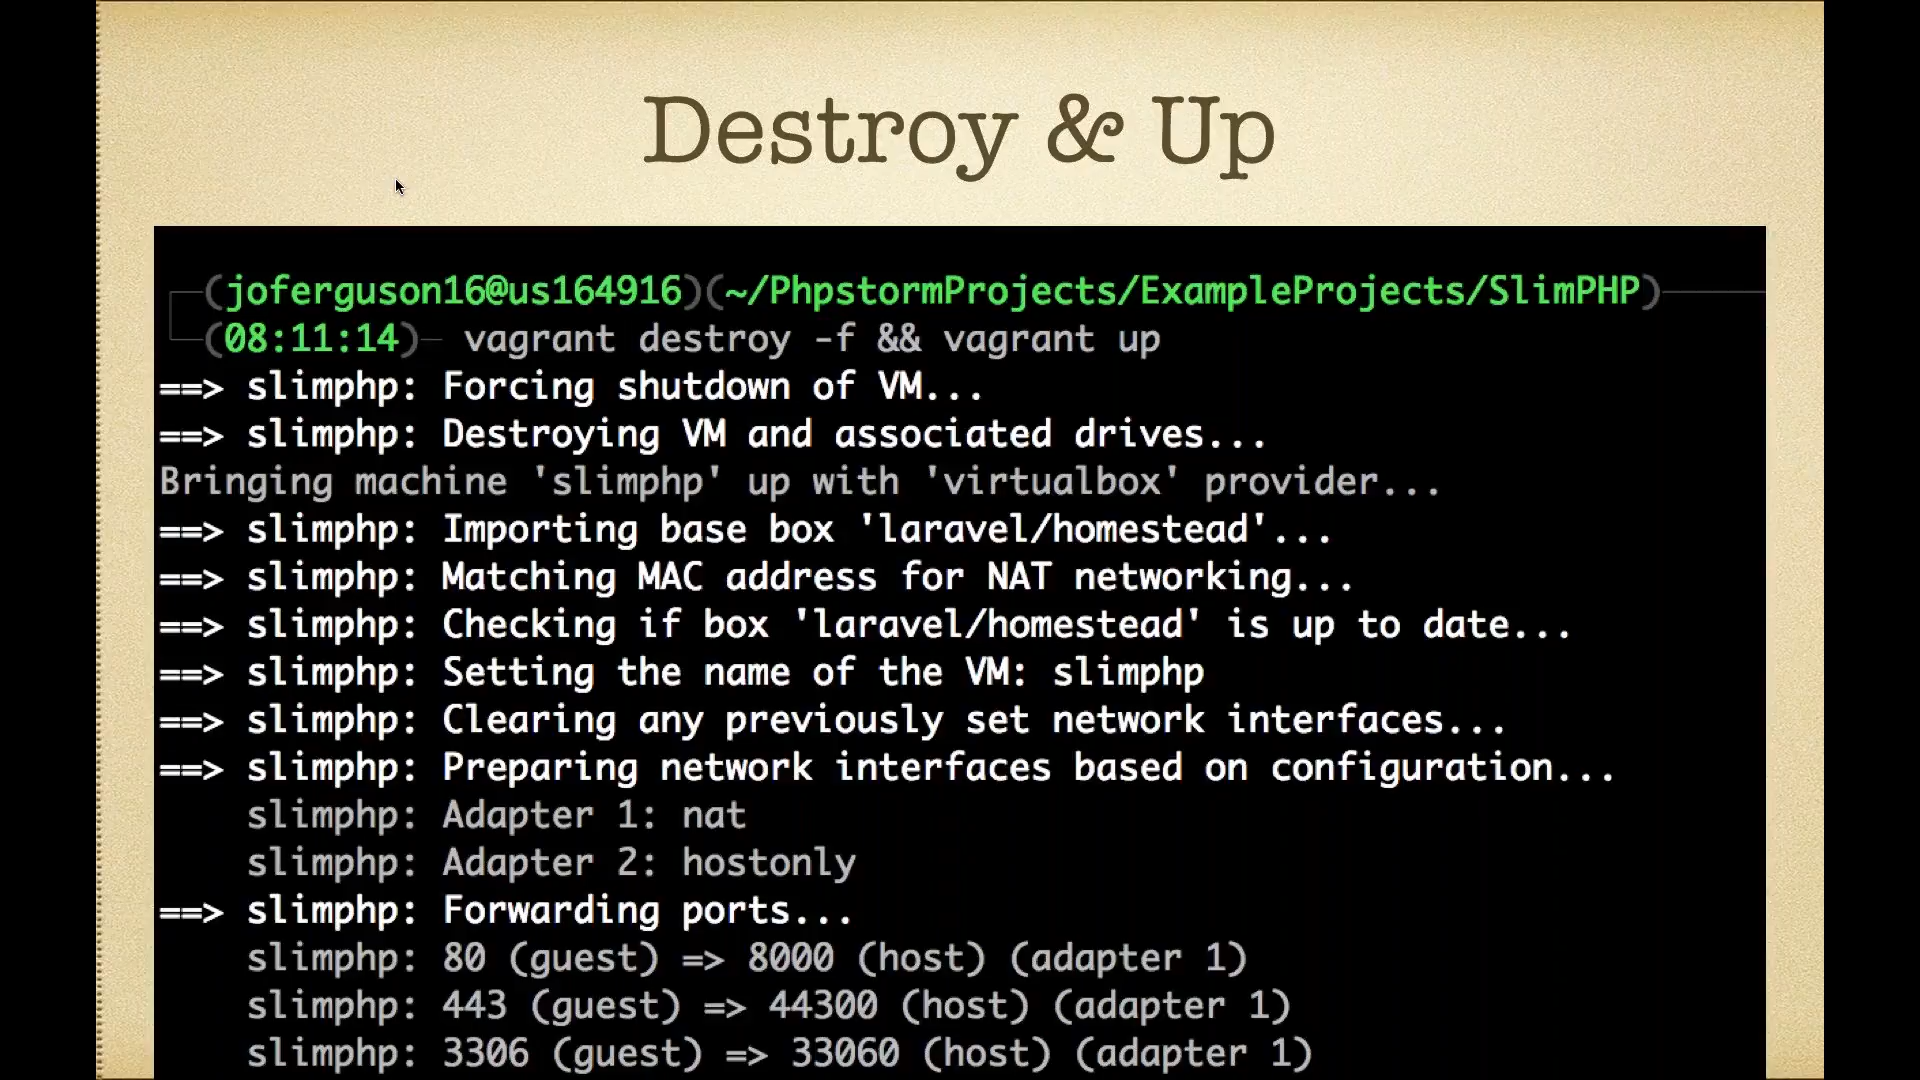 Destroy & Up
(joferguson16@us164916)(~/PhpstormProjects/ExampleProjects/SlimPHP)
(08:11:14) vagrant destroy -f && vagrant up
==> slimphp: Forcing shutdown of VM...
==> slimphp: Destroying VM and associated drives...
Bringing machine 'slimphp' up with 'virtualbox' provider...
==> slimphp: Importing base box 'laravel/homestead'...
==> slimphp: Matching MAC address for NAT networking...
==> slimphp: Checking if box 'laravel/homestead' is up to date...
==> slimphp: Setting the name of the VM: slimphp
==> slimphp: Clearing any previously set network interfaces...
==> slimphp: Preparing network interfaces based on configuration...
slimphp: Adapter 1: nat
slimphp: Adapter 2: hostonly
==> slimphp: Forwarding ports...
slimphp: 80 (guest) => 8000 (host) (adapter 1)
slimphp: 443 (guest) => 44300 (host) (adapter 1)
slimphp: 3306 (guest) => 33060 (host) (adapter 1)